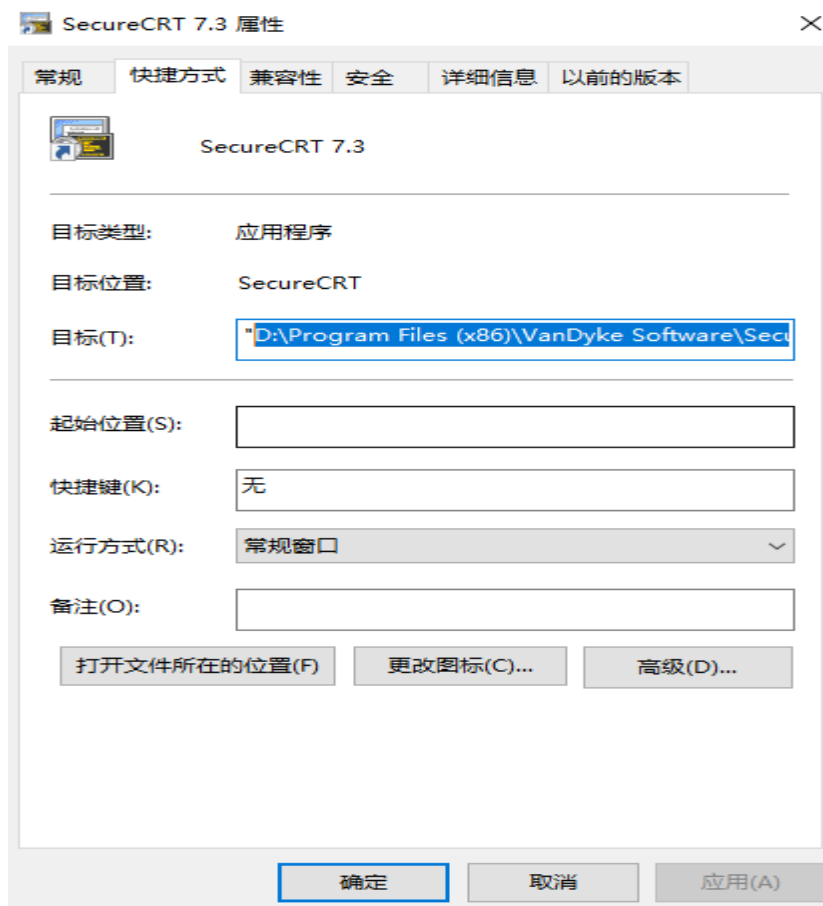 SecureCRT 7.3 属性
常规 快捷方式 兼容性 安全 详细信息 以前的版本
SecureCRT 7.3
目标类型: 应用程序
目标位置: SecureCRT
目标(T): "D:\Program Files (x86)\VanDyke Software\Secu
起始位置(S):
快捷键(K): 无
运行方式(R): 常规窗口
备注(O):
打开文件所在的位置(F) 更改图标(C)... 高级(D)...
确定 取消 应用(A)